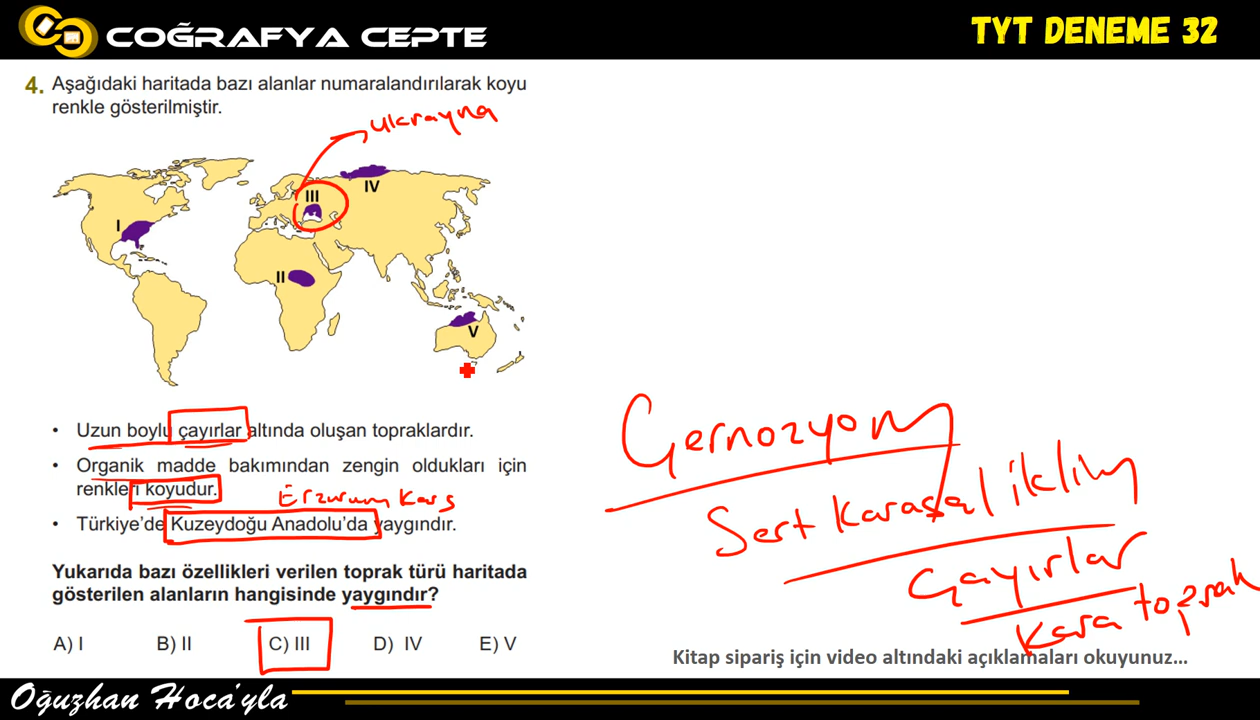 COĞRAFYA CEPTE
TYT DENEME 32
4. Aşağıdaki haritada bazı alanlar numaralandırılarak koyu
renkle gösterilmiştir.
Ukrayna
I
II
III
IV
V
• Uzun boylu çayırlar altında oluşan topraklardır.
• Organik madde bakımından zengin oldukları için
renkleri koyudur.
Erzurum Kars
• Türkiye'de Kuzeydoğu Anadolu'da yaygındır.
Yukarıda bazı özellikleri verilen toprak türü haritada
gösterilen alanların hangisinde yaygındır?
A) I B) II C) III D) IV E) V
Çernozyom
Sert Karasal iklim
Çayırlar
Kara toprak
Kitap sipariş için video altındaki açıklamaları okuyunuz...
Oğuzhan Hoca'yla